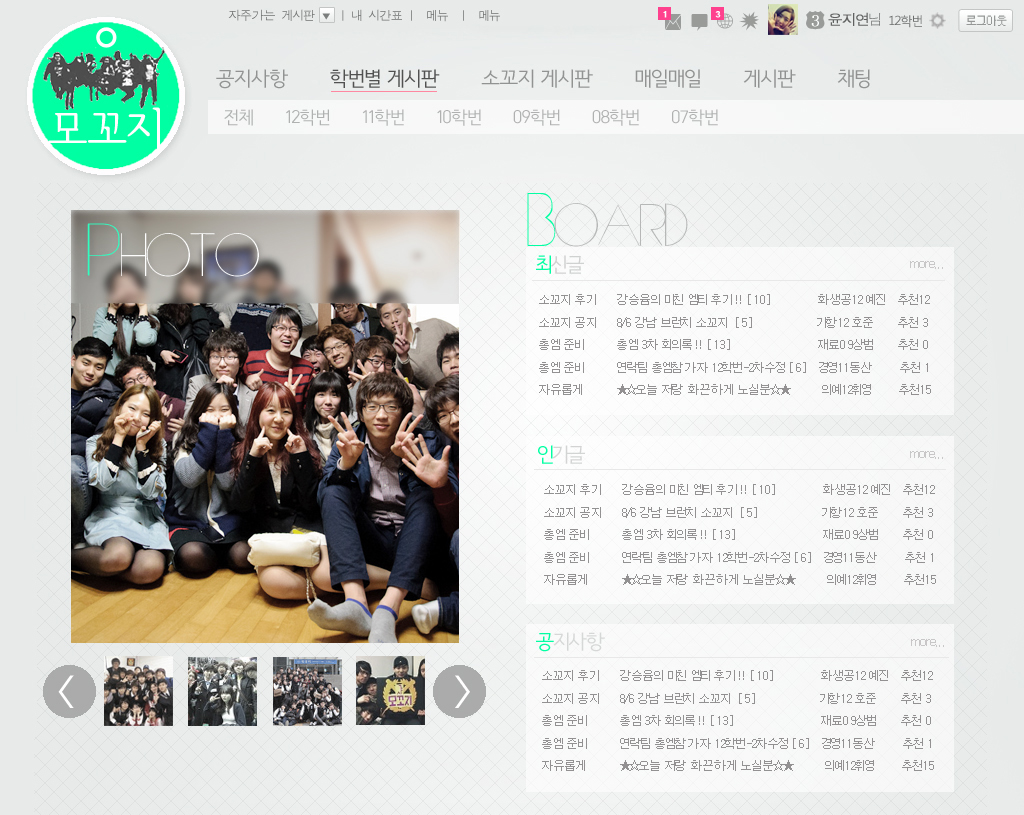 자주가는 게시판 ▼ | 내 시간표 | 메뉴 | 메뉴
1 3 3 윤지연님 12학번 로그아웃
모꼬지
공지사항 학번별 게시판 소꼬지 게시판 매일매일 게시판 채팅
전체 12학번 11학번 10학번 09학번 08학번 07학번
PHOTO
BOARD
최신글 more...
소꼬지 후기 강승윤의 미친 엠티 후기!! [10] 화생공12예진 추천12
소꼬지 공지 8/6 강남 브런치 소꼬지 [5] 기항12호준 추천 3
총엠 준비 총엠 3차 회의록!! [13] 재료09상범 추천 0
총엠 준비 연락팀 총엠참가자 12학번-2차수정 [6] 경영11동산 추천 1
자유롭게 ★☆오늘 저랑 화끈하게 노실분☆★ 의예12휘영 추천15
인기글 more...
소꼬지 후기 강승윤의 미친 엠티 후기!! [10] 화생공12예진 추천12
소꼬지 공지 8/6 강남 브런치 소꼬지 [5] 기항12호준 추천 3
총엠 준비 총엠 3차 회의록!! [13] 재료09상범 추천 0
총엠 준비 연락팀 총엠참가자 12학번-2차수정 [6] 경영11동산 추천 1
자유롭게 ★☆오늘 저랑 화끈하게 노실분☆★ 의예12휘영 추천15
공지사항 more...
소꼬지 후기 강승윤의 미친 엠티 후기!! [10] 화생공12예진 추천12
소꼬지 공지 8/6 강남 브런치 소꼬지 [5] 기항12호준 추천 3
총엠 준비 총엠 3차 회의록!! [13] 재료09상범 추천 0
총엠 준비 연락팀 총엠참가자 12학번-2차수정 [6] 경영11동산 추천 1
자유롭게 ★☆오늘 저랑 화끈하게 노실분☆★ 의예12휘영 추천15
모꼬지